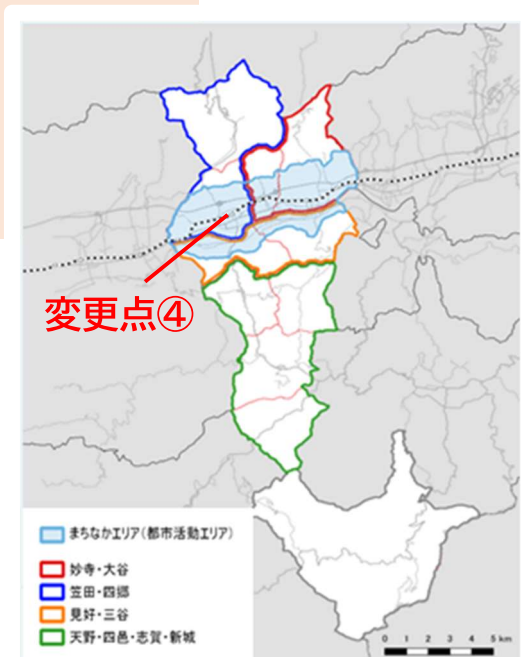 変更点④
まちなかエリア（都市活動エリア）
妙寺・大谷
笠田・四郷
見好・三谷
天野・四邑・志賀・新城
0 1 2 3 4 5 km